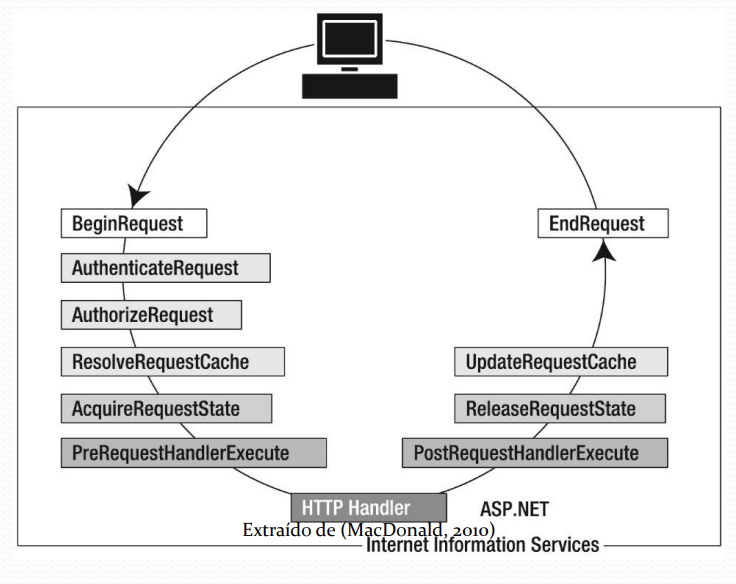 BeginRequest
EndRequest
AuthenticateRequest
AuthorizeRequest
ResolveRequestCache
UpdateRequestCache
AcquireRequestState
ReleaseRequestState
PreRequestHandlerExecute
PostRequestHandlerExecute
HTTP Handler
ASP.NET
Extraído de (MacDonald, 2010)
Internet Information Services